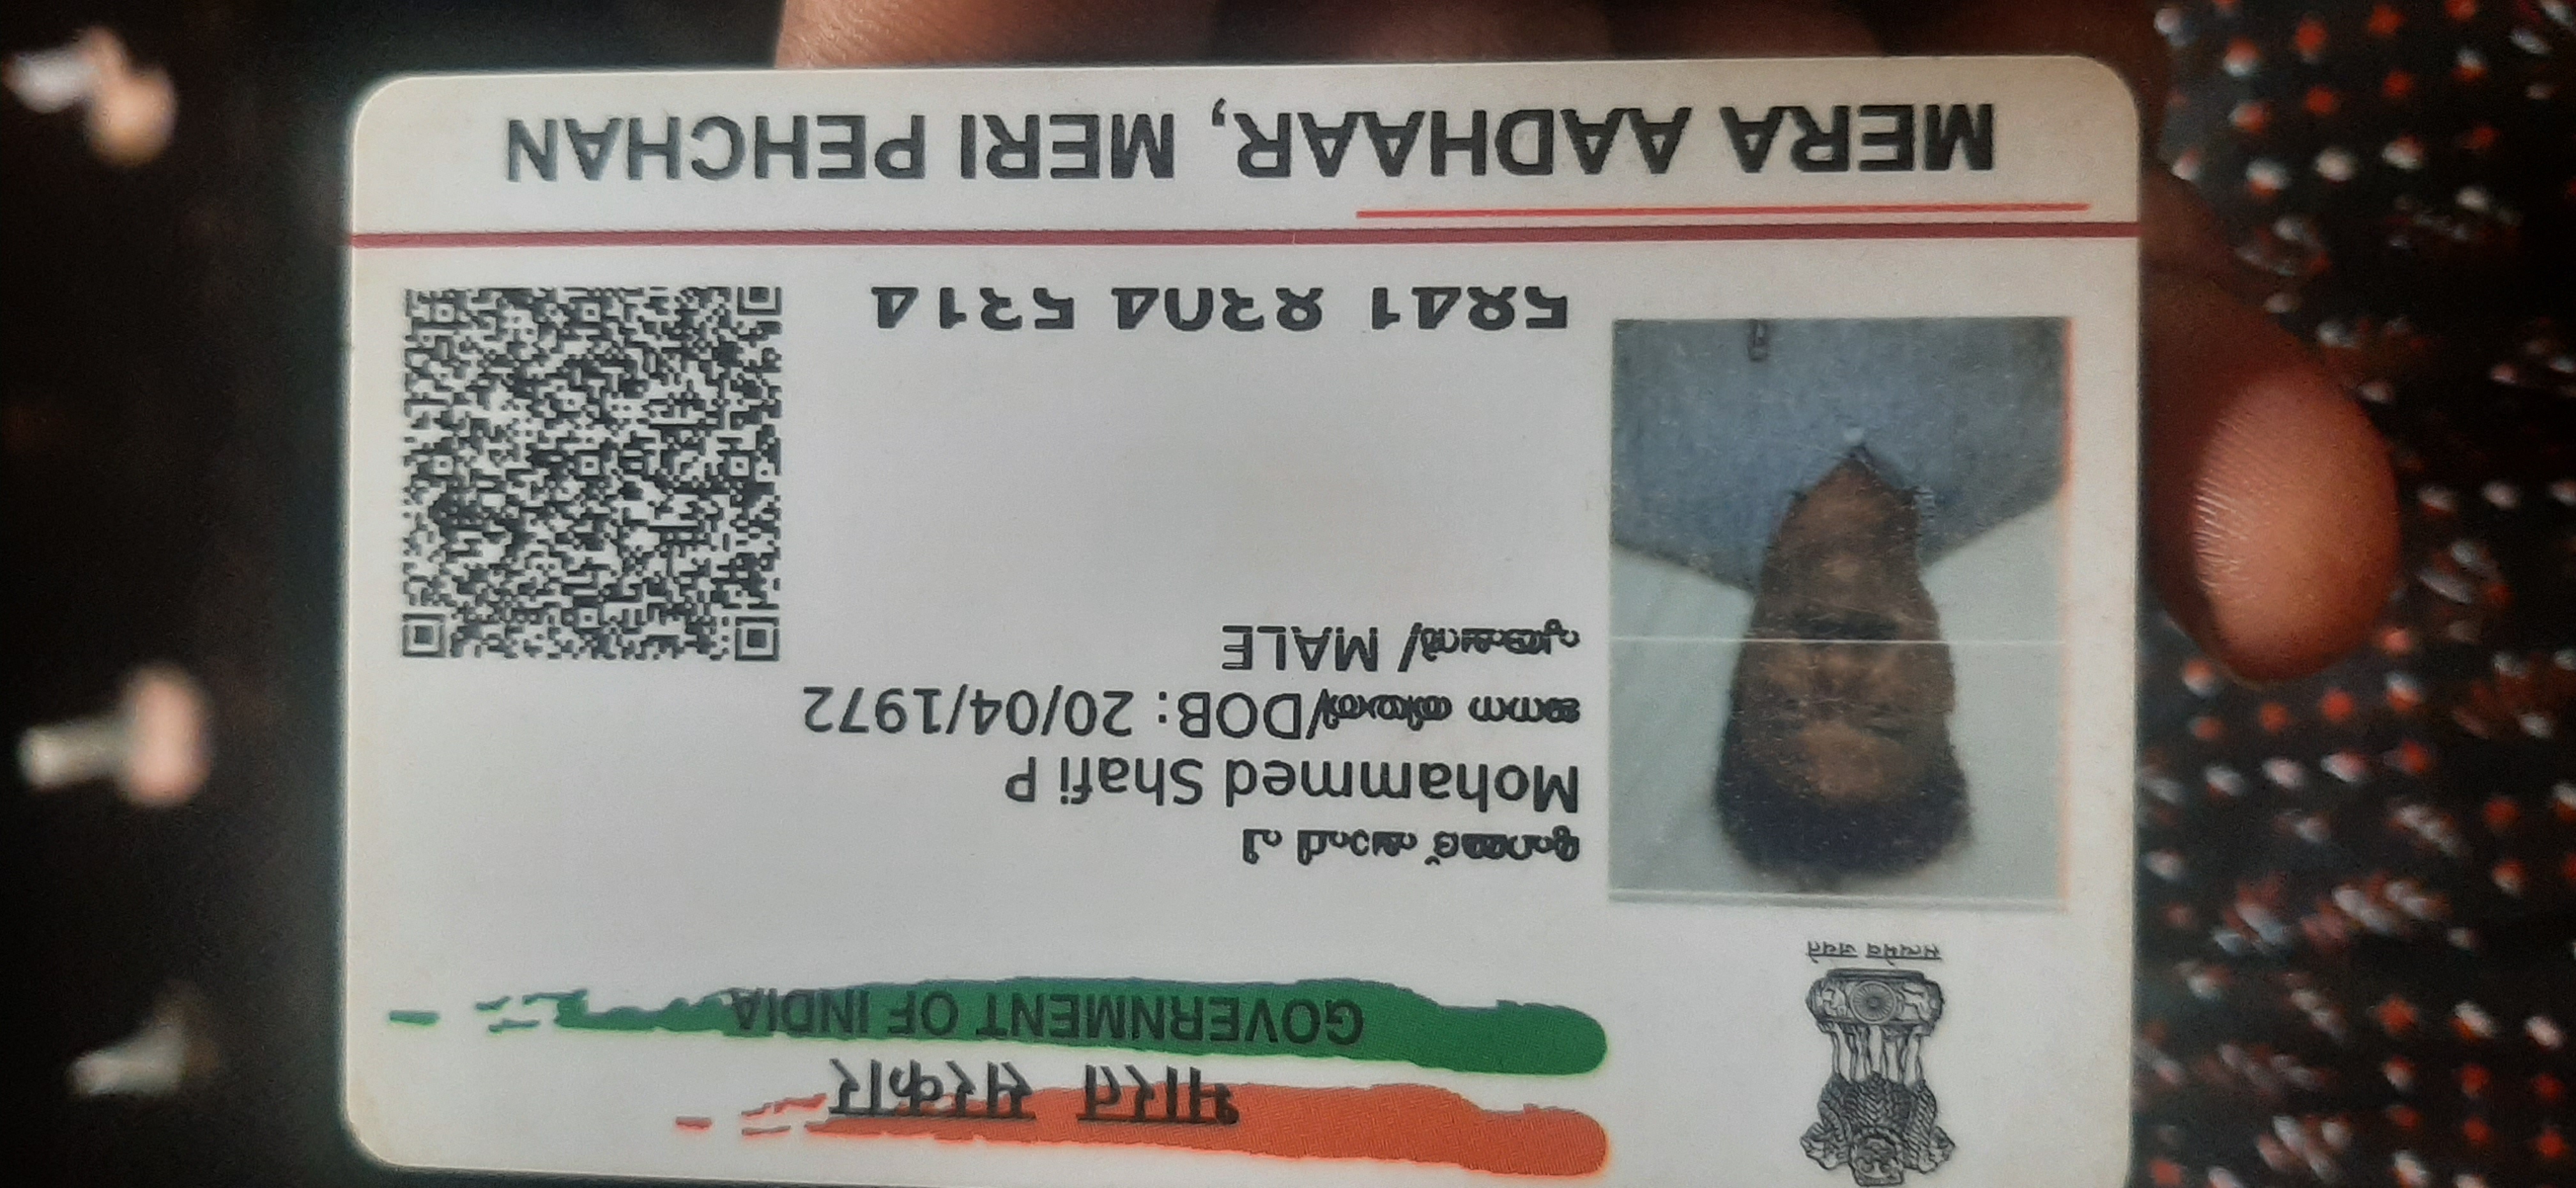 भारत सरकार
GOVERNMENT OF INDIA
सत्यमेव जयते
മുഹമ്മദ് ഷാഫി പി
Mohammed Shafi P
ജനന തിയതി/DOB: 20/04/1972
പുരുഷൻ/ MALE
5841 8304 5314
MERA AADHAAR, MERI PEHCHAN